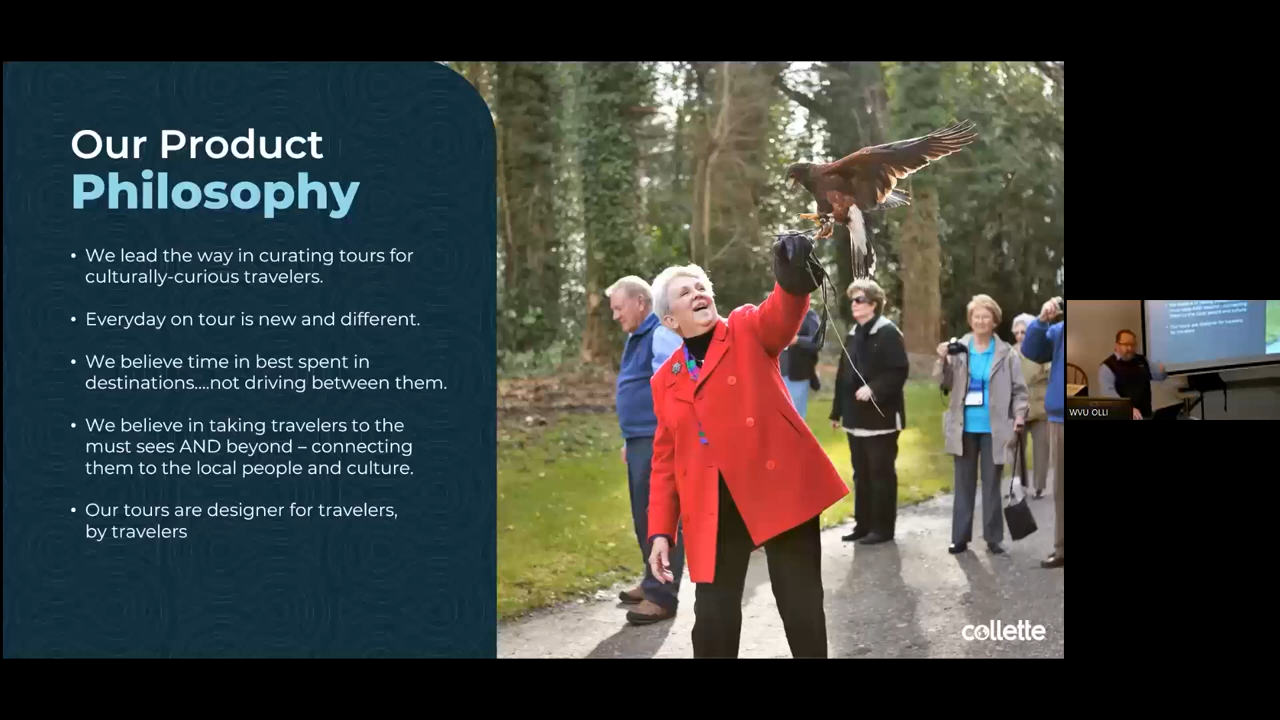 Our Product
Philosophy
• We lead the way in curating tours for
culturally-curious travelers.
• Everyday on tour is new and different.
• We believe time in best spent in
destinations....not driving between them.
• We believe in taking travelers to the
must sees AND beyond – connecting
them to the local people and culture.
• Our tours are designer for travelers,
by travelers
collette
WVU OLLI